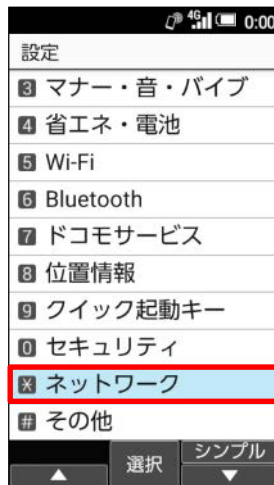 4G 0:00
設定
3 マナー・音・バイブ
4 省エネ・電池
5 Wi-Fi
6 Bluetooth
7 ドコモサービス
8 位置情報
9 クイック起動キー
0 セキュリティ
* ネットワーク
# その他
▲ 選択 シンプル
▼